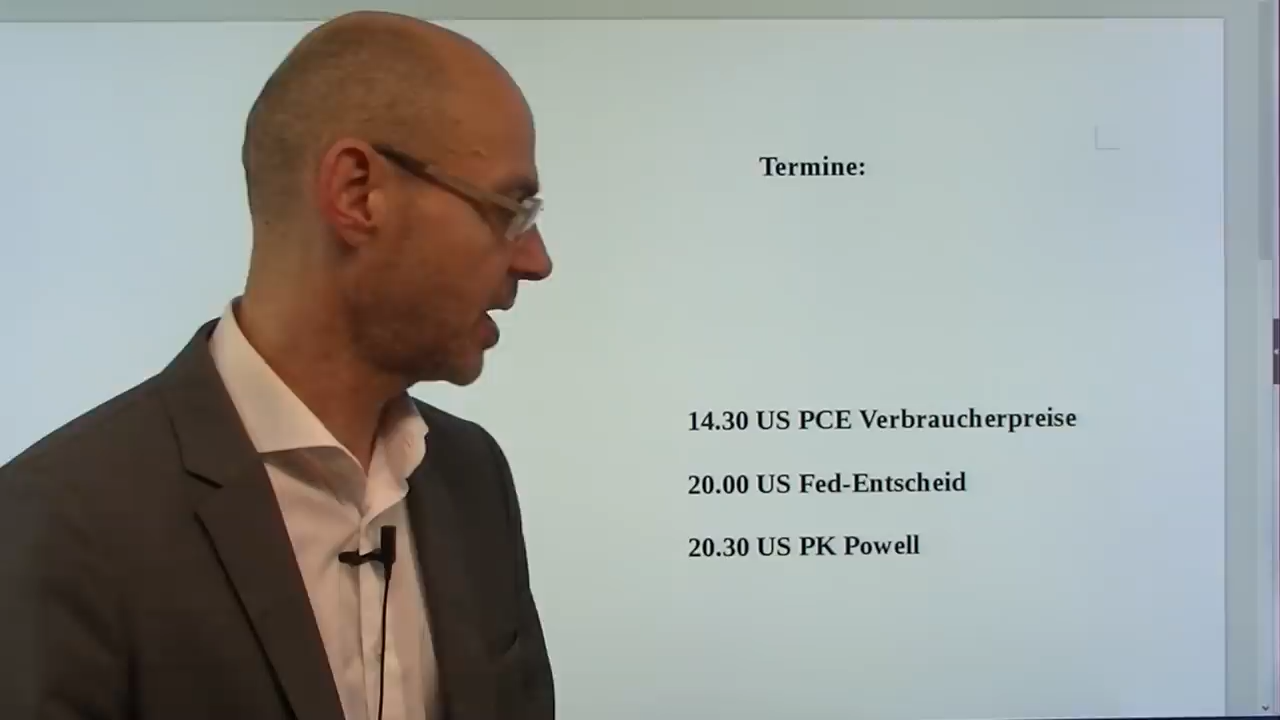 Termine:
14.30 US PCE Verbraucherpreise
20.00 US Fed-Entscheid
20.30 US PK Powell